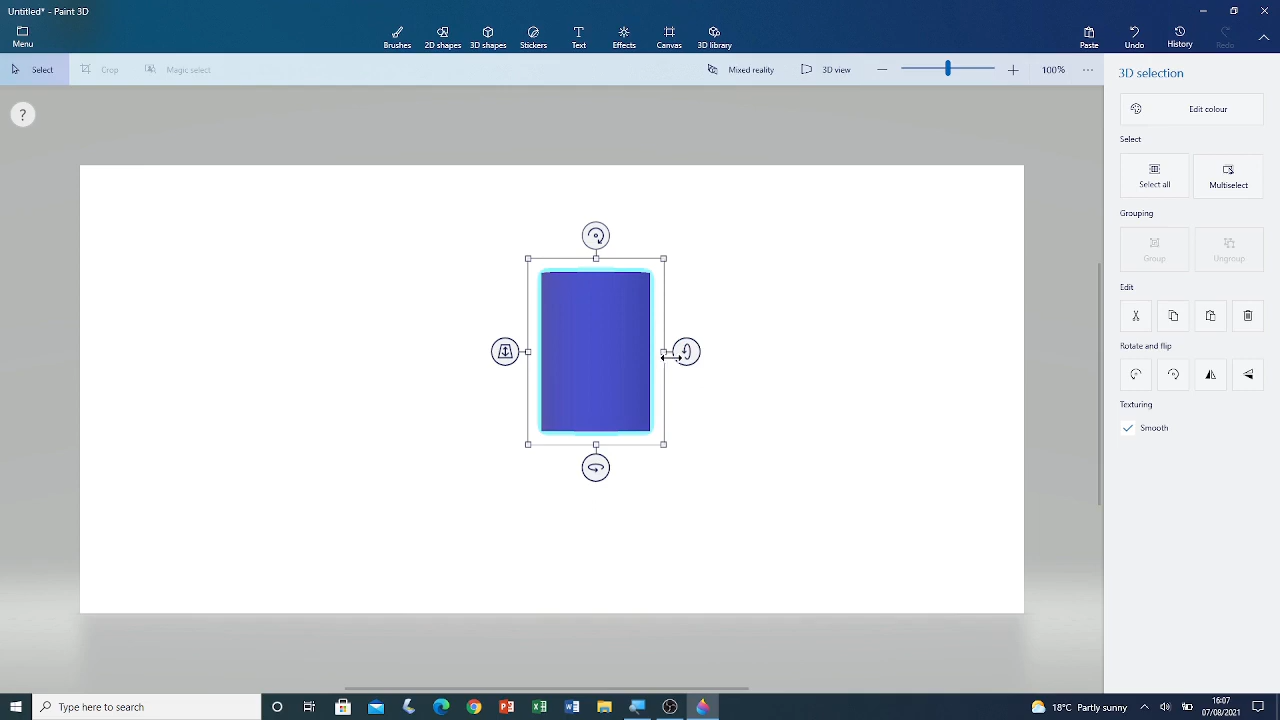 Untitled* - Paint 3D
Menu
Brushes
2D shapes
3D shapes
Stickers
Text
Effects
Canvas
3D library
Paste
Undo
History
Redo
Select
Crop
Magic select
Mixed reality
3D view
100%
?
3D selection
Edit colour
Select
Select all
Multiselect
Grouping
Group
Ungroup
Edit
Rotate and flip
Texturing
Smooth
Type here to search
18°C Partly sunny
16:07
07/08/2021